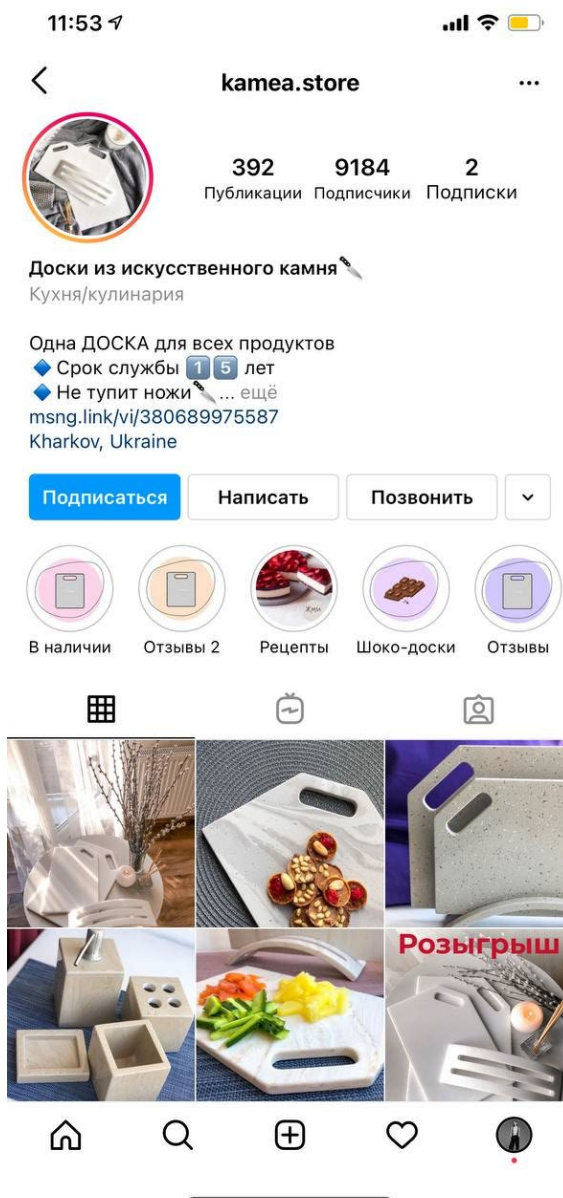 11:53
kamea.store
392 9184 2
Публикации Подписчики Подписки
Доски из искусственного камня🔪
Кухня/кулинария
Одна ДОСКА для всех продуктов
🔷 Срок службы 1️⃣5️⃣ лет
🔷 Не тупит ножи🔪... ещё
msng.link/vi/380689975587
Kharkov, Ukraine
Подписаться Написать Позвонить
В наличии Отзывы 2 Рецепты Шоко-доски Отзывы
Розыгрыш